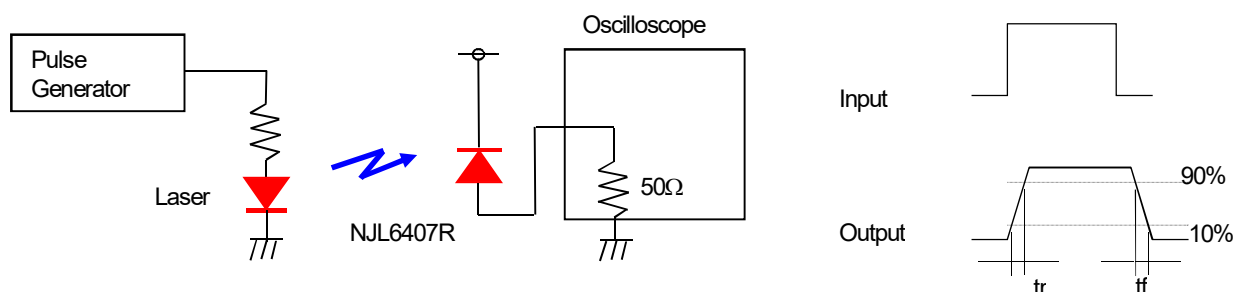 Oscilloscope
Pulse
Generator
Laser
NJL6407R
50Ω
Input
Output
90%
10%
tr
tf